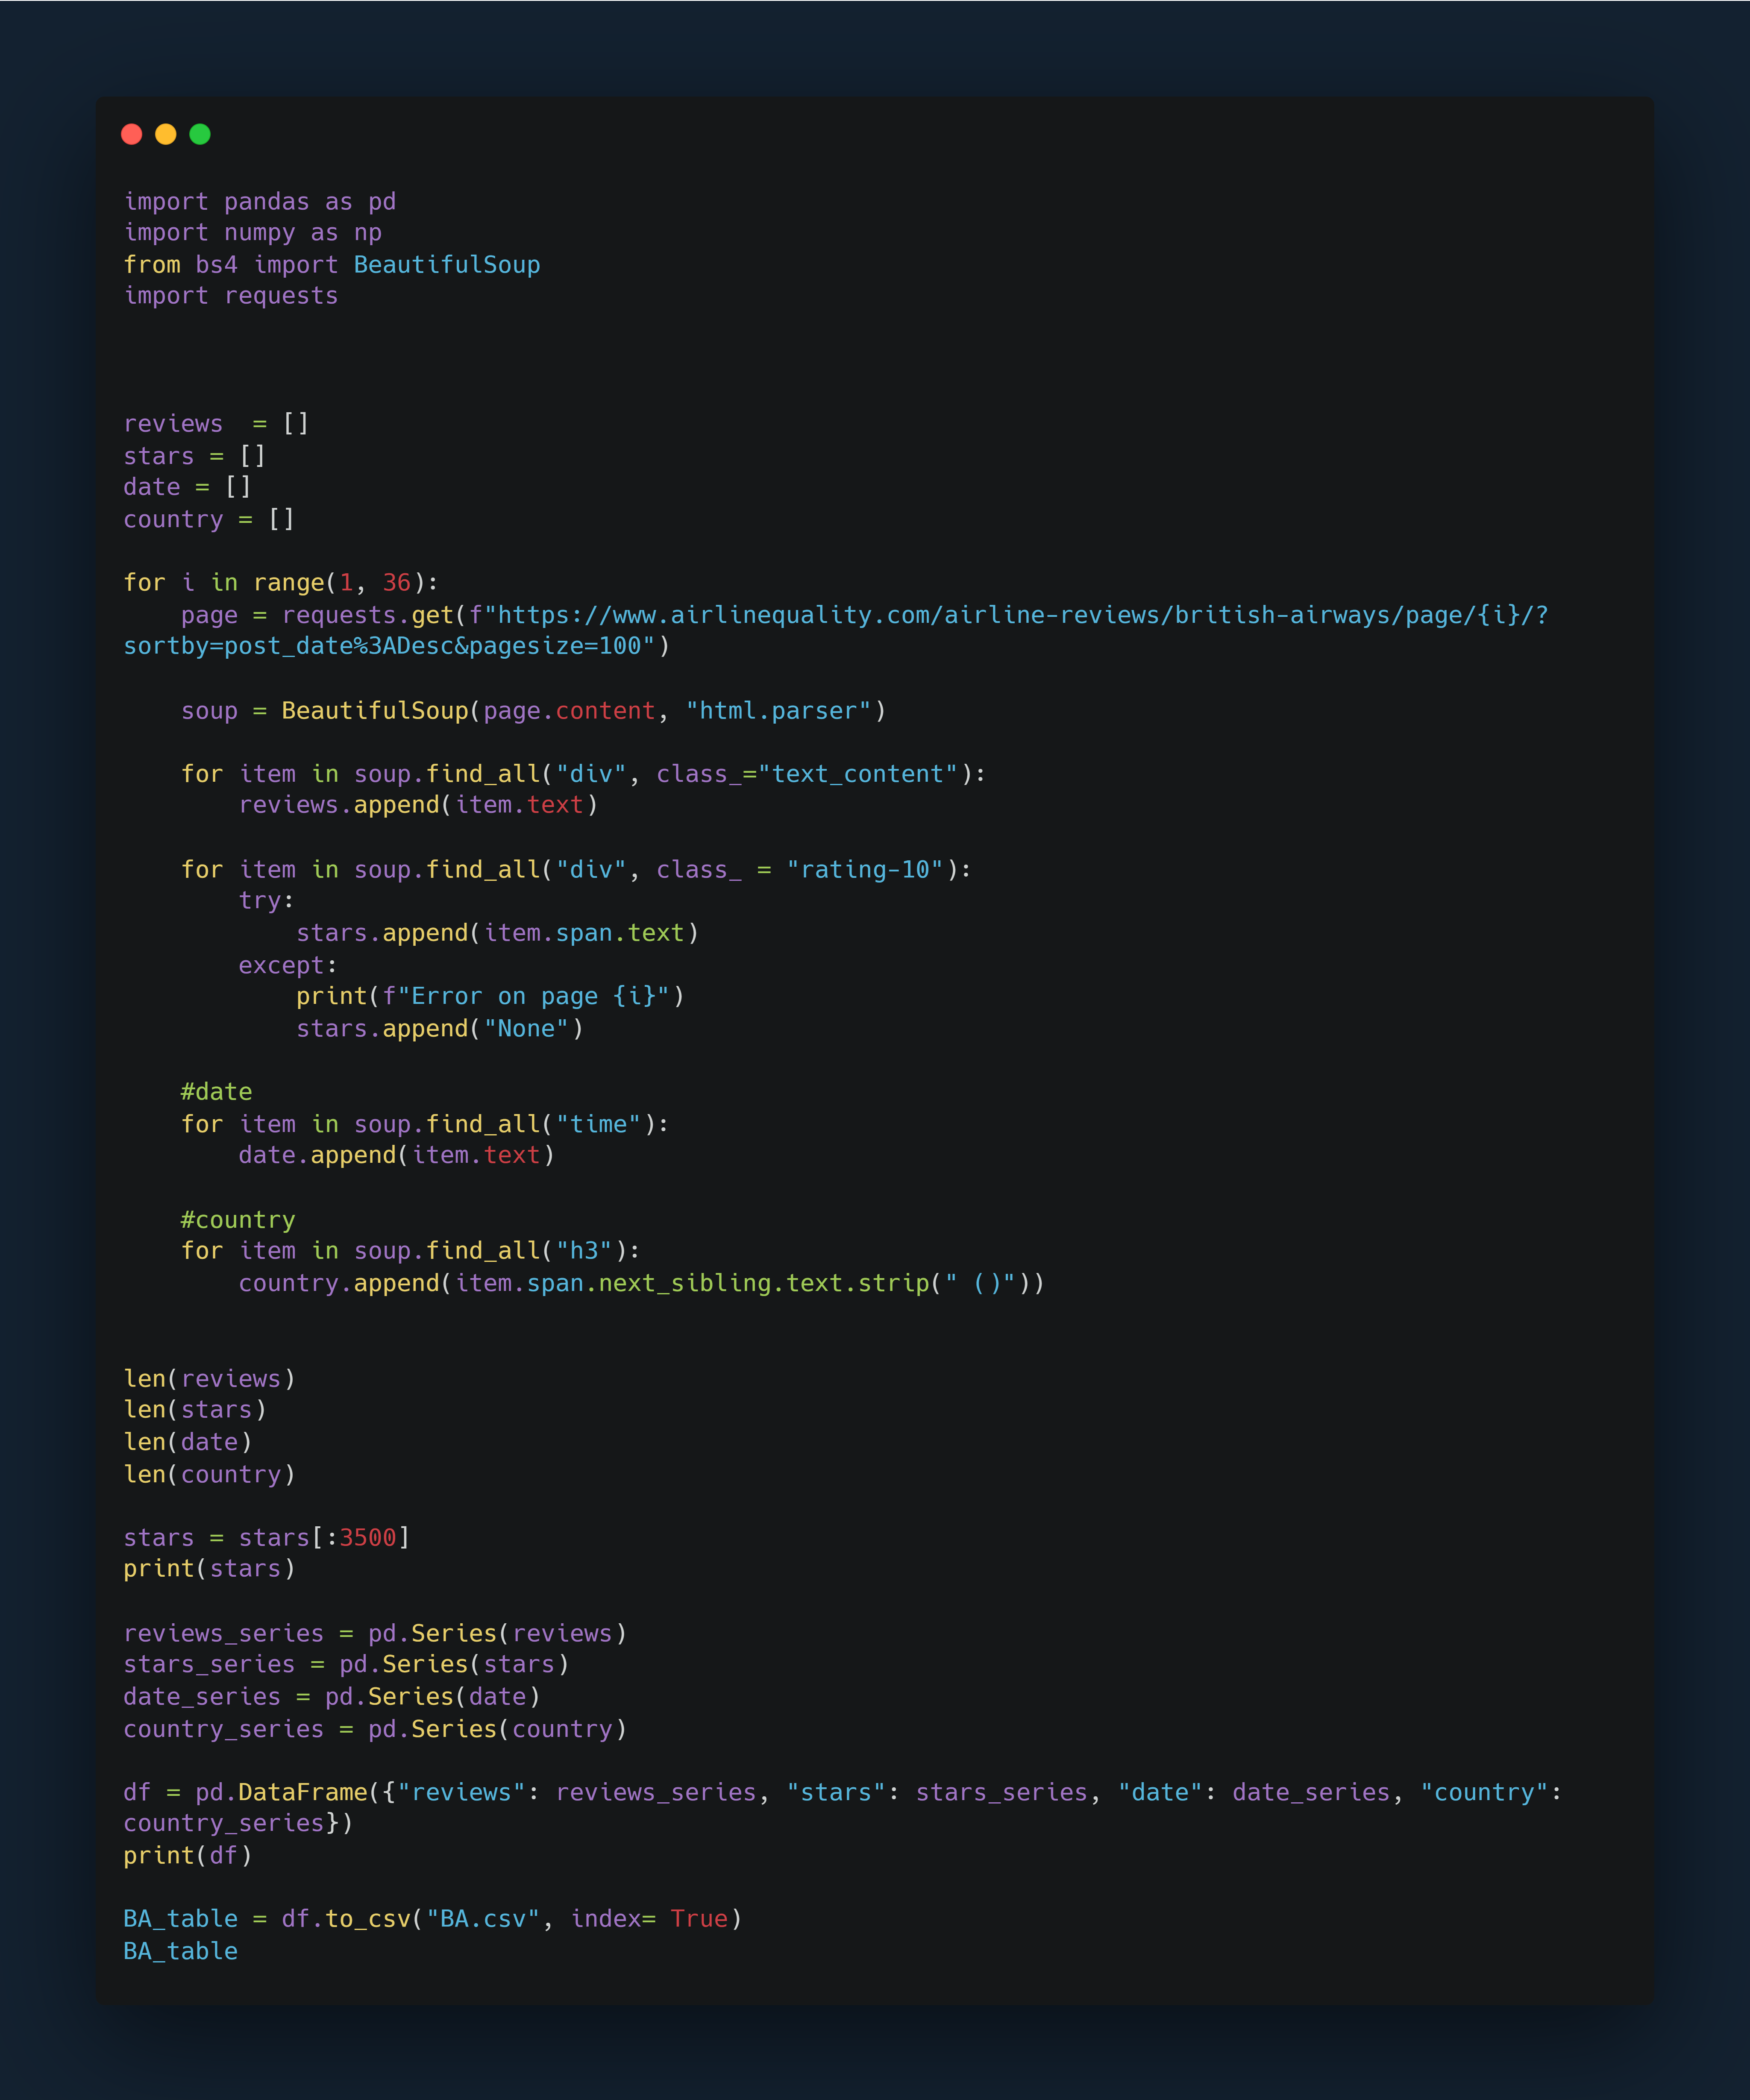 import pandas as pd
import numpy as np
from bs4 import BeautifulSoup
import requests
reviews  = []
stars = []
date = []
country = []
for i in range(1, 36):
    page = requests.get(f"https://www.airlinequality.com/airline-reviews/british-airways/page/{i}/?
sortby=post_date%3ADesc&pagesize=100")
    soup = BeautifulSoup(page.content, "html.parser")
    for item in soup.find_all("div", class_="text_content"):
        reviews.append(item.text)
    for item in soup.find_all("div", class_ = "rating-10"):
        try:
            stars.append(item.span.text)
        except:
            print(f"Error on page {i}")
            stars.append("None")
    #date
    for item in soup.find_all("time"):
        date.append(item.text)
    #country
    for item in soup.find_all("h3"):
        country.append(item.span.next_sibling.text.strip(" ()"))
len(reviews)
len(stars)
len(date)
len(country)
stars = stars[:3500]
print(stars)
reviews_series = pd.Series(reviews)
stars_series = pd.Series(stars)
date_series = pd.Series(date)
country_series = pd.Series(country)
df = pd.DataFrame({"reviews": reviews_series, "stars": stars_series, "date": date_series, "country":
country_series})
print(df)
BA_table = df.to_csv("BA.csv", index= True)
BA_table